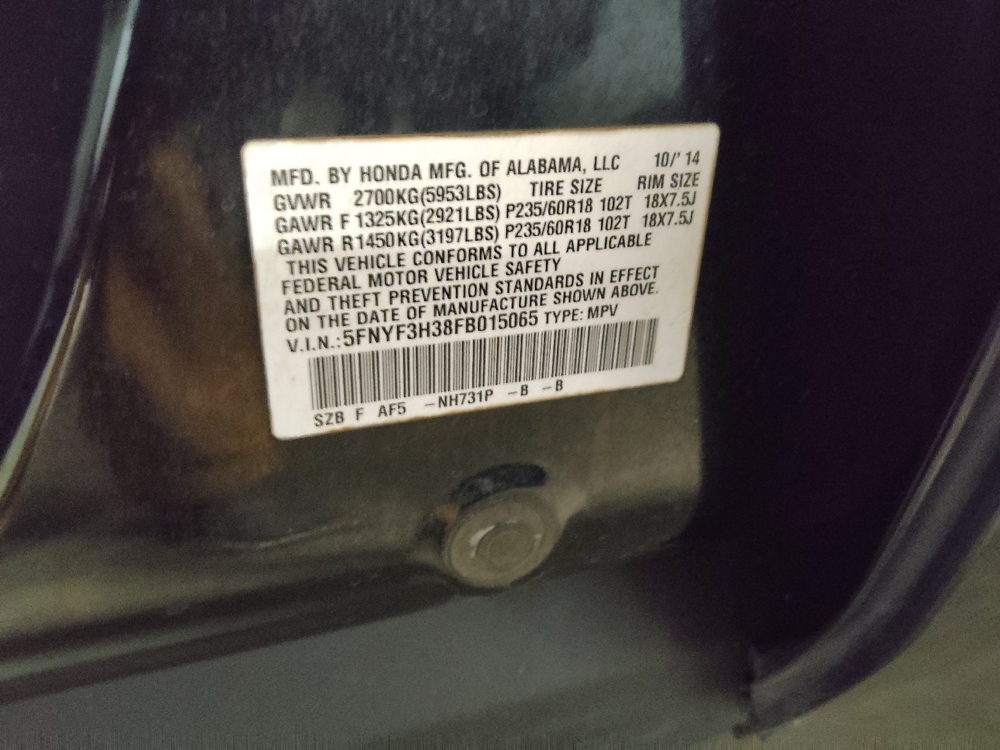 MFD. BY HONDA MFG. OF ALABAMA, LLC 10/' 14
GVWR 2700KG(5953LBS) TIRE SIZE RIM SIZE
GAWR F 1325KG(2921LBS) P235/60R18 102T 18X7.5J
GAWR R1450KG(3197LBS) P235/60R18 102T 18X7.5J
THIS VEHICLE CONFORMS TO ALL APPLICABLE
FEDERAL MOTOR VEHICLE SAFETY
AND THEFT PREVENTION STANDARDS IN EFFECT
ON THE DATE OF MANUFACTURE SHOWN ABOVE.
V.I.N.:5FNYF3H38FB015065 TYPE: MPV
SZB F AF5 -NH731P -B -B